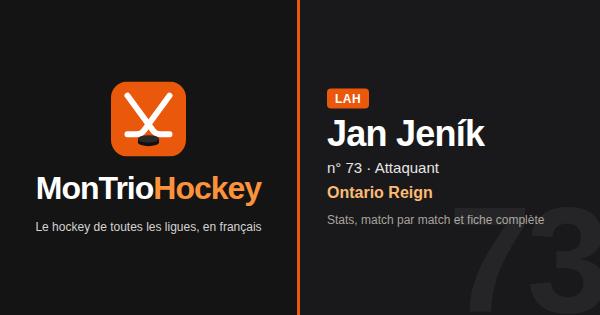 MonTrioHockey
Le hockey de toutes les ligues, en français
LAH
Jan Jeník
n° 73 · Attaquant
Ontario Reign
Stats, match par match et fiche complète
73